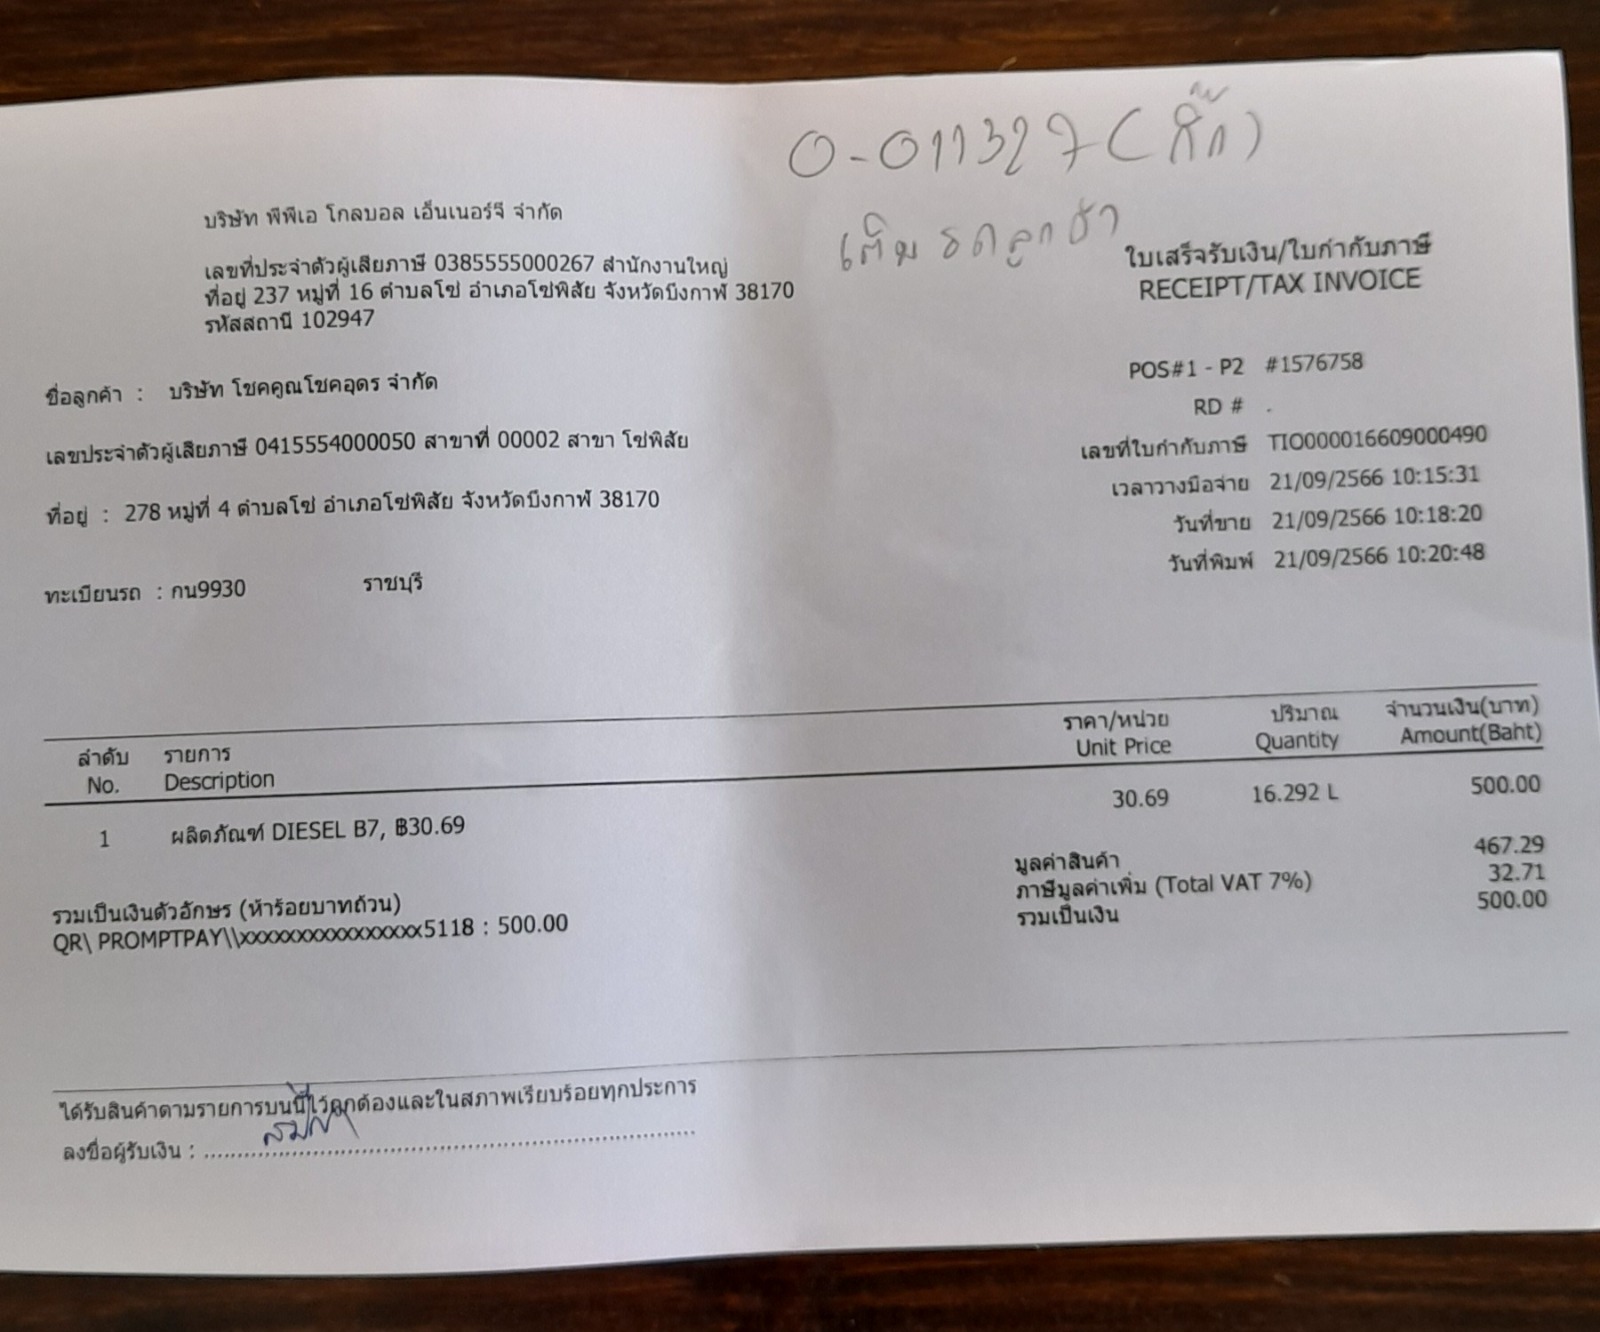 O-011327 (กิ๊ก)
เติมรถลูกค้า
บริษัท พีพีเอ โกลบอล เอ็นเนอร์จี จำกัด
เลขที่ประจำตัวผู้เสียภาษี 0385555000267 สำนักงานใหญ่
ที่อยู่ 237 หมู่ที่ 16 ตำบลโซ่ อำเภอโซ่พิสัย จังหวัดบึงกาฬ 38170
รหัสสถานี 102947
ใบเสร็จรับเงิน/ใบกำกับภาษี
RECEIPT/TAX INVOICE
ชื่อลูกค้า : บริษัท โชคคูณโชคอุดร จำกัด
เลขประจำตัวผู้เสียภาษี 0415554000050 สาขาที่ 00002 สาขา โซ่พิสัย
ที่อยู่ : 278 หมู่ที่ 4 ตำบลโซ่ อำเภอโซ่พิสัย จังหวัดบึงกาฬ 38170
ทะเบียนรถ : กน9930 ราชบุรี
POS#1 - P2 #1576758
RD # .
เลขที่ใบกำกับภาษี TIO000016609000490
เวลาวางมือจ่าย 21/09/2566 10:15:31
วันที่ขาย 21/09/2566 10:18:20
วันที่พิมพ์ 21/09/2566 10:20:48
ลำดับ รายการ ราคา/หน่วย ปริมาณ จำนวนเงิน(บาท)
No. Description Unit Price Quantity Amount(Baht)
1 ผลิตภัณฑ์ DIESEL B7, ฿30.69 30.69 16.292 L 500.00
มูลค่าสินค้า 467.29
ภาษีมูลค่าเพิ่ม (Total VAT 7%) 32.71
รวมเป็นเงิน 500.00
รวมเป็นเงินตัวอักษร (ห้าร้อยบาทถ้วน)
QR\ PROMPTPAY\\xxxxxxxxxxxxxxxx5118 : 500.00
ได้รับสินค้าตามรายการบนนี้ไว้ถูกต้องและในสภาพเรียบร้อยทุกประการ
ลงชื่อผู้รับเงิน : ......................................................................